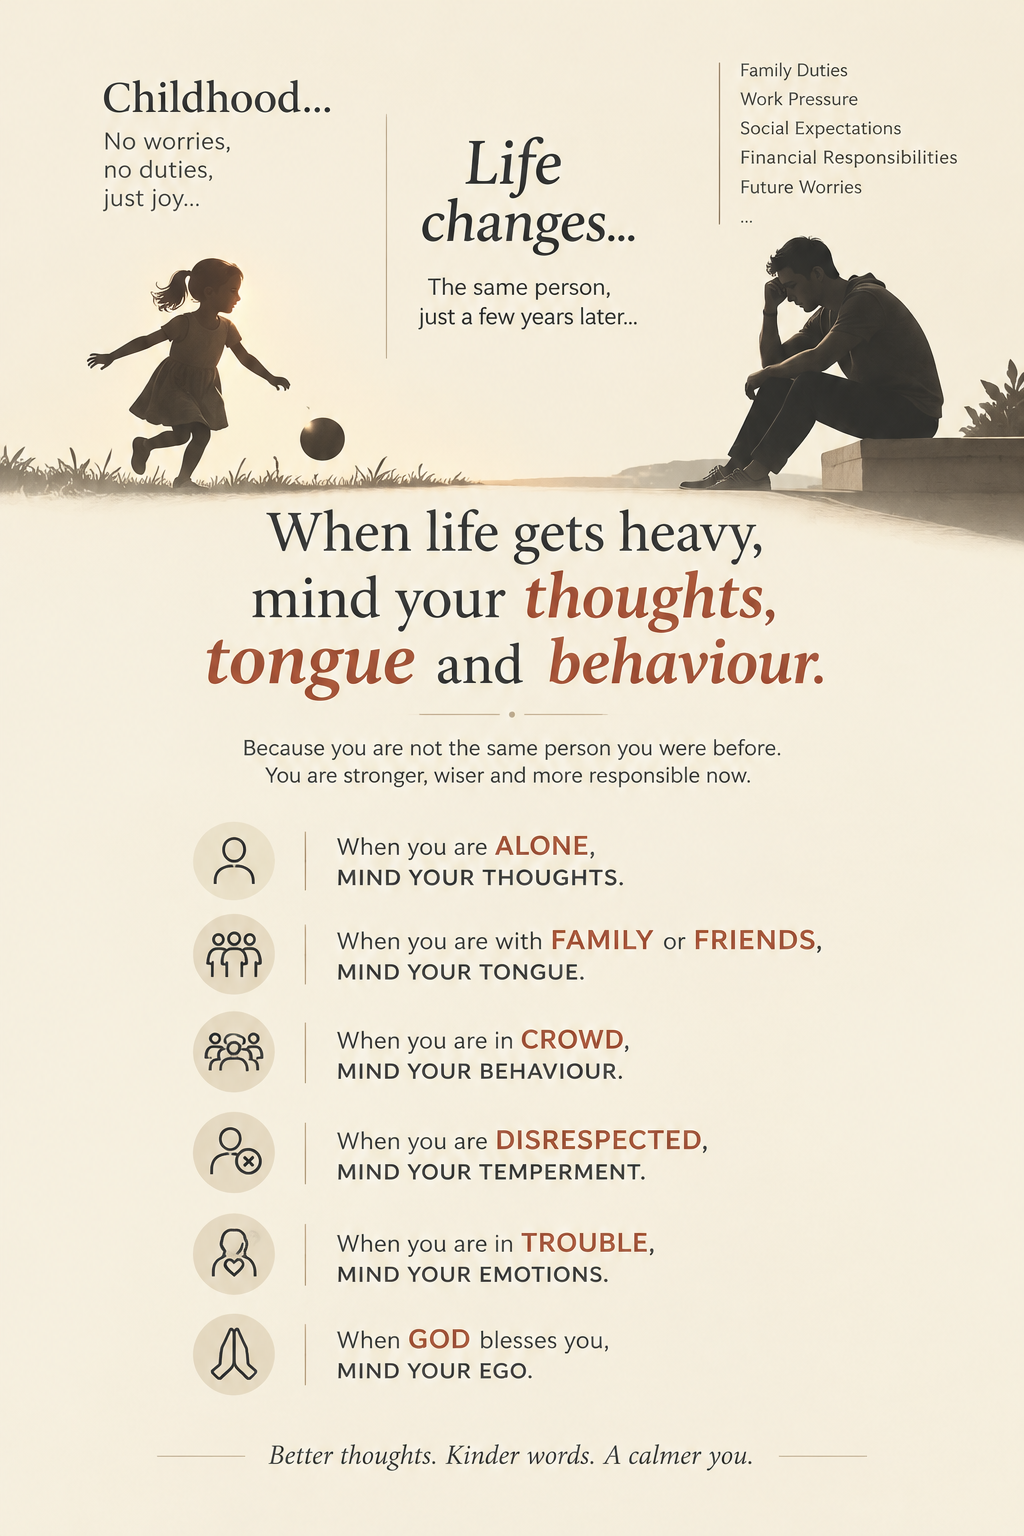 Childhood...
No worries,
no duties,
just joy...
Life
changes...
The same person,
just a few years later...
Family Duties
Work Pressure
Social Expectations
Financial Responsibilities
Future Worries
...
When life gets heavy,
mind your thoughts,
tongue and behaviour.
Because you are not the same person you were before.
You are stronger, wiser and more responsible now.
When you are ALONE,
MIND YOUR THOUGHTS.
When you are with FAMILY or FRIENDS,
MIND YOUR TONGUE.
When you are in CROWD,
MIND YOUR BEHAVIOUR.
When you are DISRESPECTED,
MIND YOUR TEMPERMENT.
When you are in TROUBLE,
MIND YOUR EMOTIONS.
When GOD blesses you,
MIND YOUR EGO.
Better thoughts. Kinder words. A calmer you.